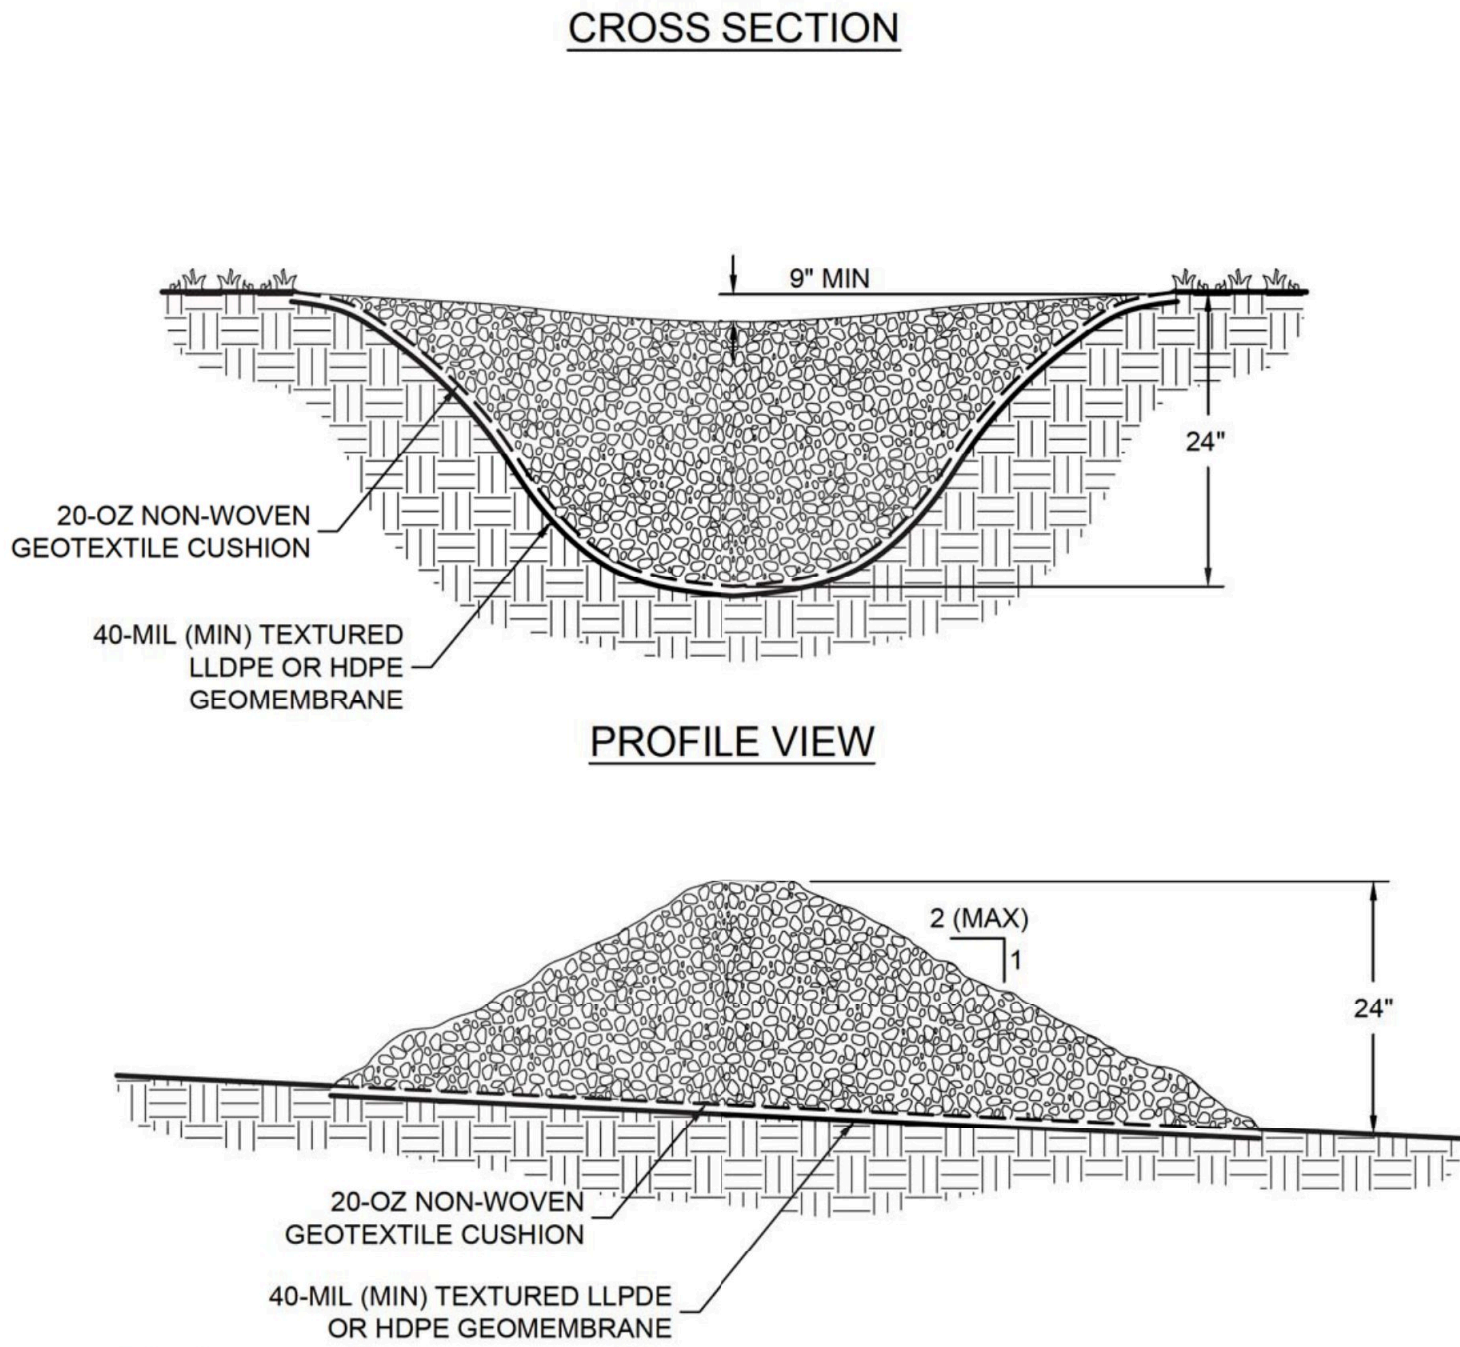 CROSS SECTION
9" MIN
24"
20-OZ NON-WOVEN
GEOTEXTILE CUSHION
40-MIL (MIN) TEXTURED
LLDPE OR HDPE
GEOMEMBRANE
PROFILE VIEW
2 (MAX)
1
24"
20-OZ NON-WOVEN
GEOTEXTILE CUSHION
40-MIL (MIN) TEXTURED LLPDE
OR HDPE GEOMEMBRANE